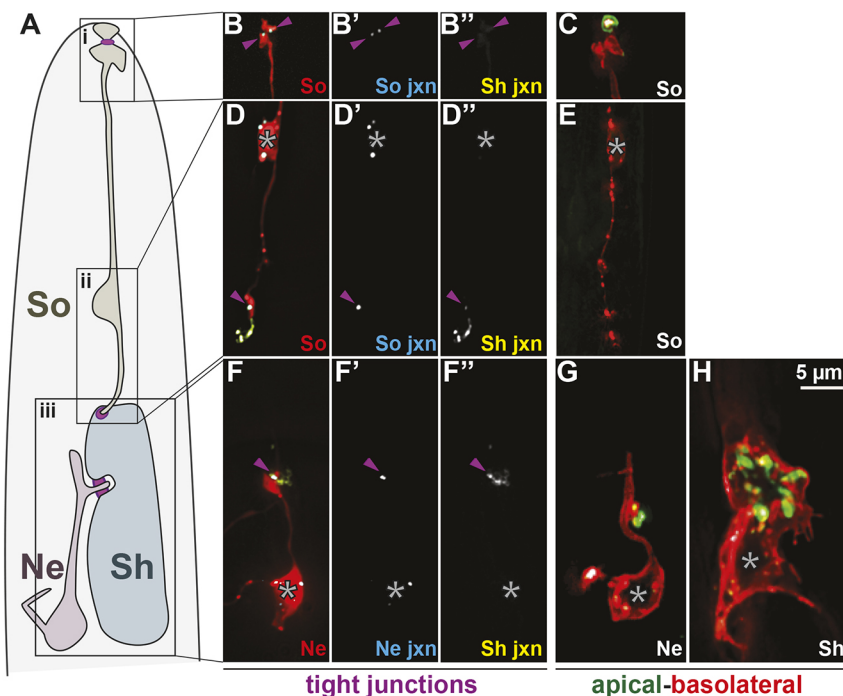 A
i
B
So
B’
So jxn
B”
Sh jxn
C
So
ii
So
D
*
So
D’
*
So jxn
D”
*
Sh jxn
E
*
So
iii
Ne
Sh
F
*
Ne
F’
*
Ne jxn
F”
*
Sh jxn
G
*
Ne
H
5 µm
*
Sh
tight junctions
apical-basolateral